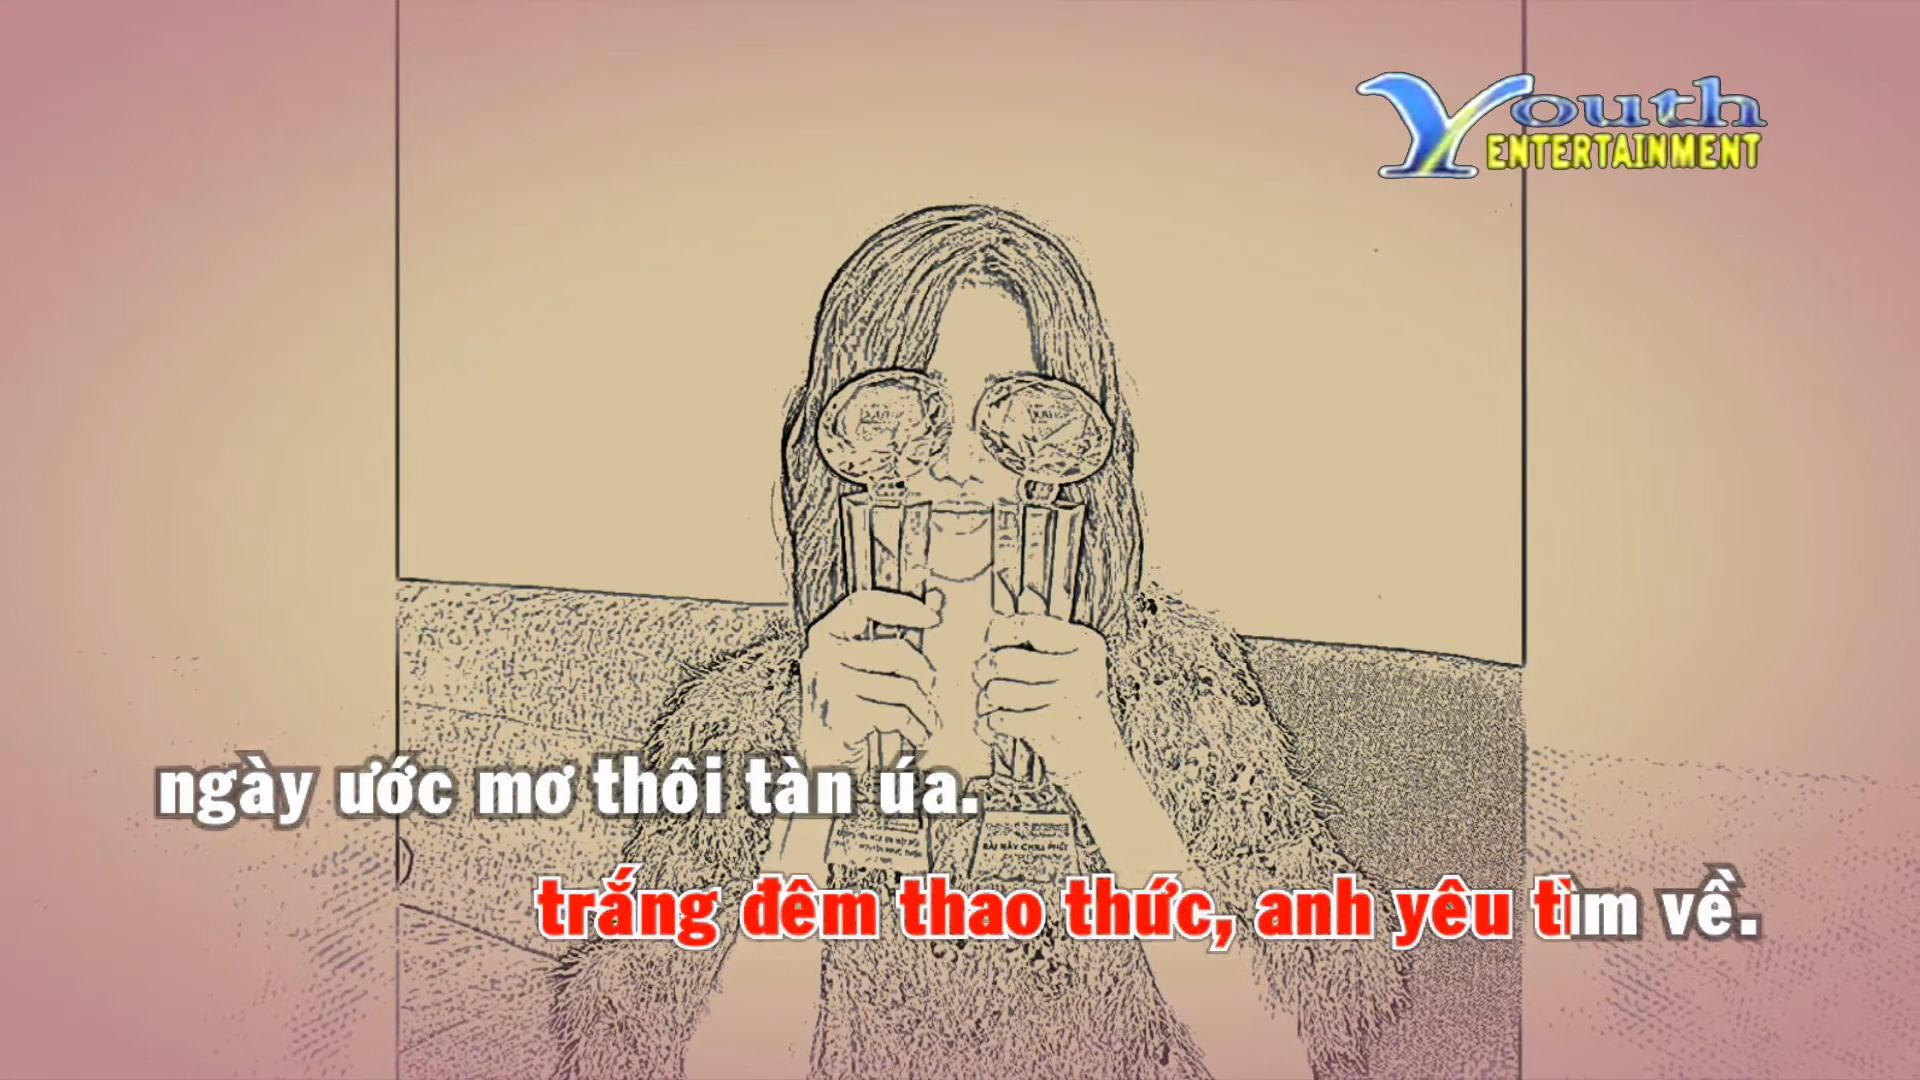 Youth
ENTERTAINMENT
ngày ước mơ thôi tàn úa.
trắng đêm thao thức, anh yêu tìm về.